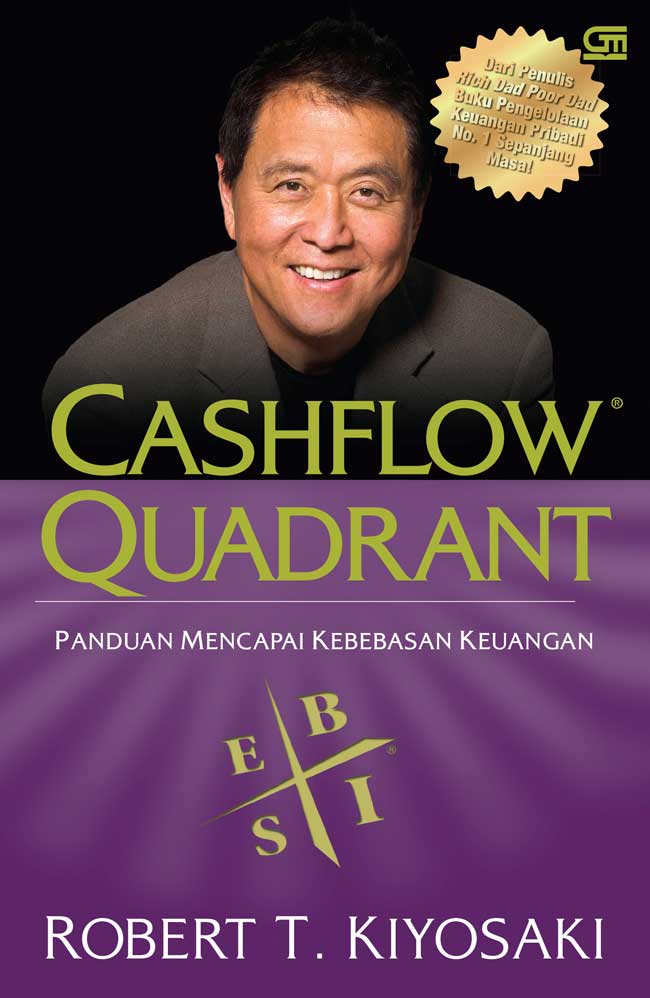 GM
Dari Penulis
Rich Dad Poor Dad
Buku Pengelolaan
Keuangan Pribadi
No. 1 Sepanjang
Masa!
CASHFLOW®
QUADRANT
PANDUAN MENCAPAI KEBEBASAN KEUANGAN
E B
®
S I
ROBERT T. KIYOSAKI